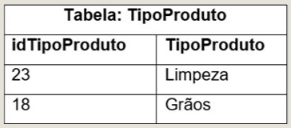 Tabela: TipoProduto
idTipoProduto TipoProduto
23 Limpeza
18 Grãos